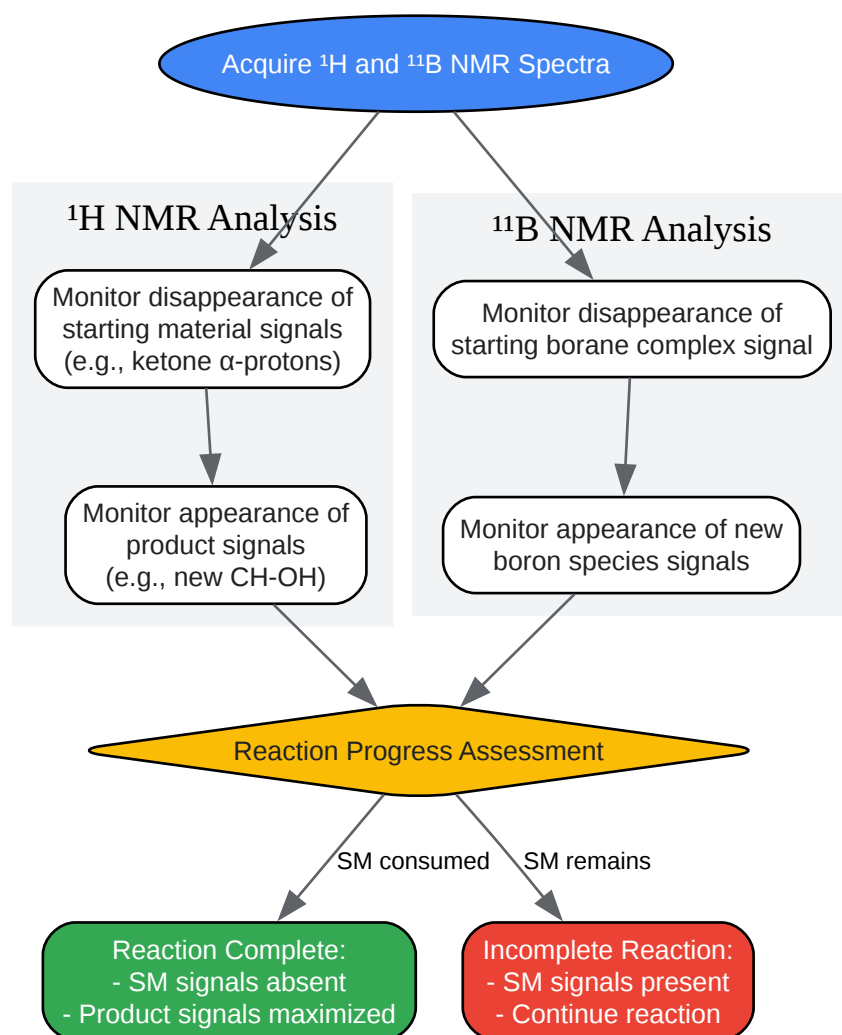 Acquire ¹H and ¹¹B NMR Spectra
¹H NMR Analysis
Monitor disappearance of
starting material signals
(e.g., ketone α-protons)
Monitor appearance of
product signals
(e.g., new CH-OH)
¹¹B NMR Analysis
Monitor disappearance of
starting borane complex signal
Monitor appearance of new
boron species signals
Reaction Progress Assessment
SM consumed
SM remains
Reaction Complete:
- SM signals absent
- Product signals maximized
Incomplete Reaction:
- SM signals present
- Continue reaction